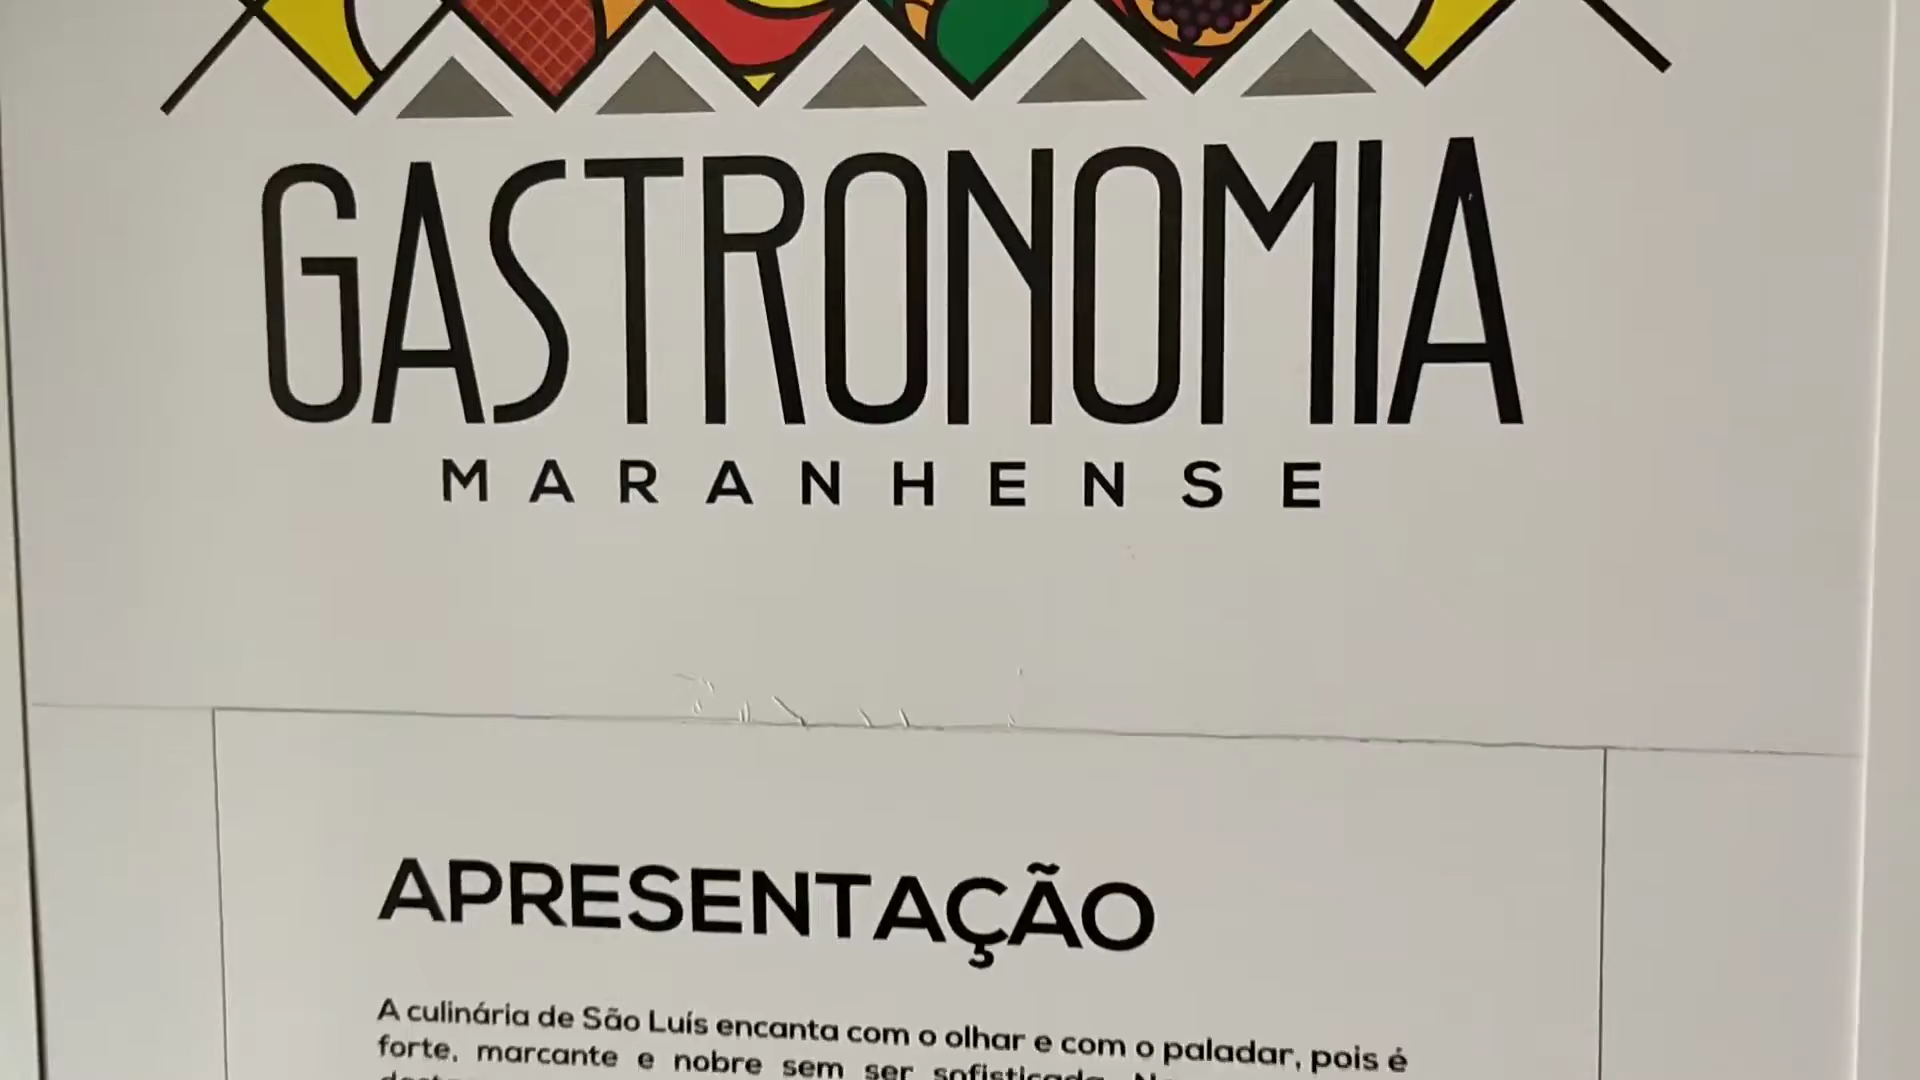 GASTRONOMIA
MARANHENSE
APRESENTAÇÃO
A culinária de São Luís encanta com o olhar e com o paladar, pois é
forte, marcante e nobre sem ser